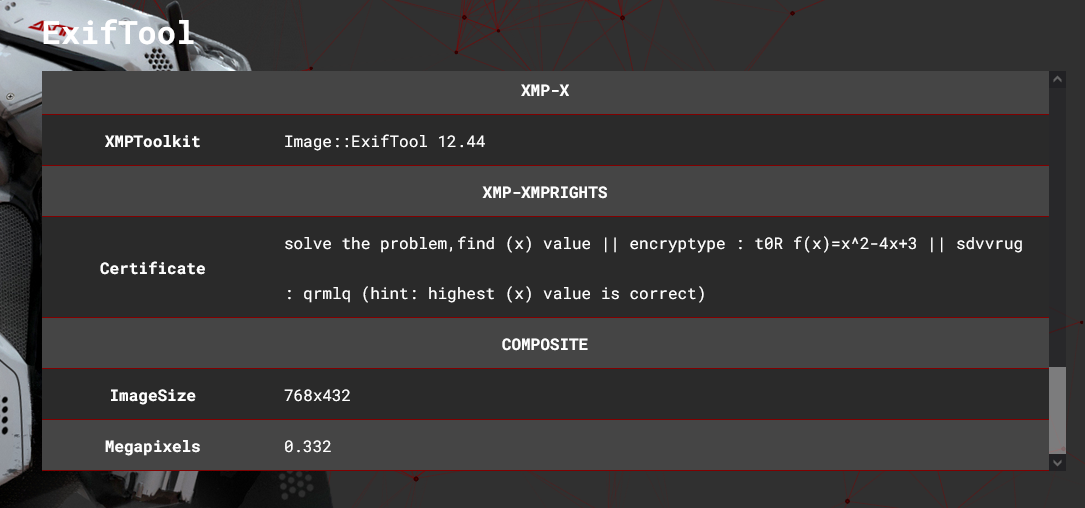 ExifTool
XMP-X
XMPToolkit Image::ExifTool 12.44
XMP-XMPRIGHTS
solve the problem,find (x) value || encryptype : t0R f(x)=x^2-4x+3 || sdvvrug
Certificate
: qrmlq (hint: highest (x) value is correct)
COMPOSITE
ImageSize 768x432
Megapixels 0.332